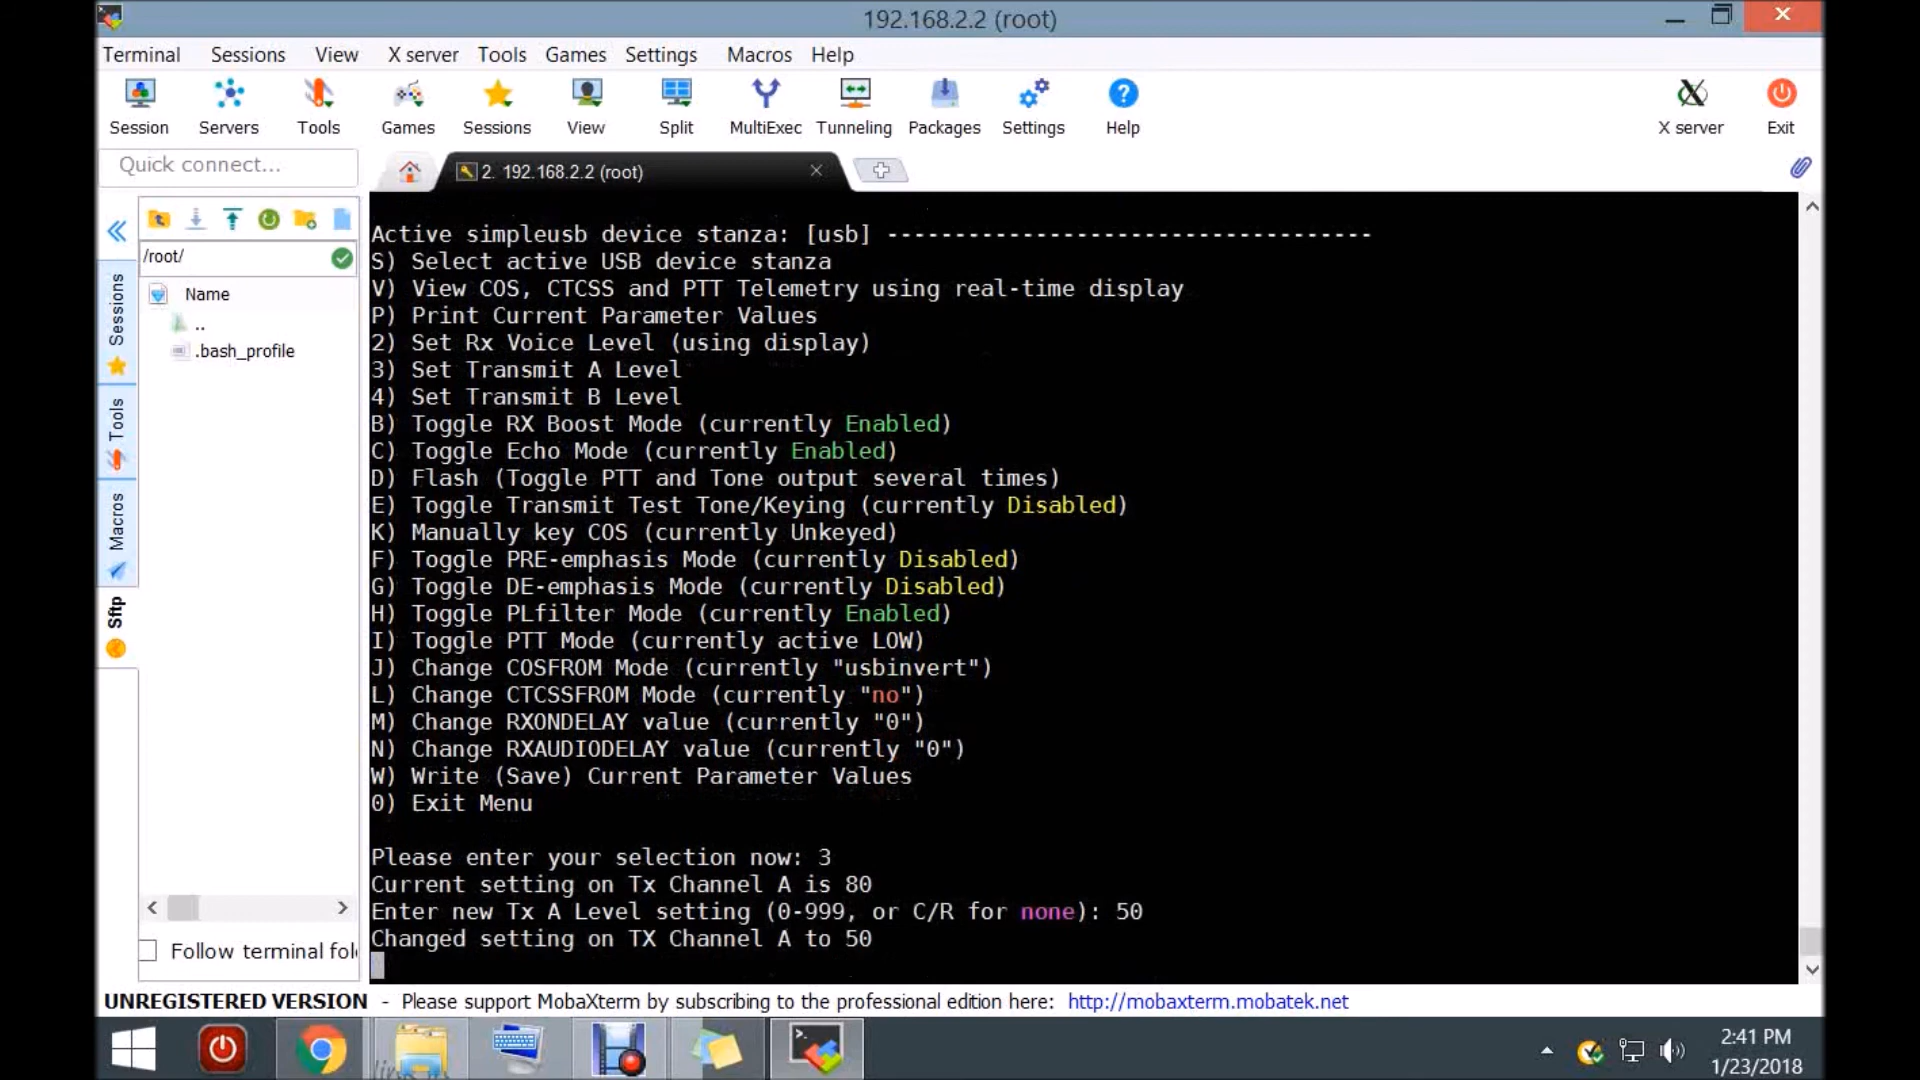 192.168.2.2 (root)
Terminal Sessions View X server Tools Games Settings Macros Help
Session Servers Tools Games Sessions View Split MultiExec Tunneling Packages Settings Help X server Exit
Quick connect...
2. 192.168.2.2 (root)
/root/
Name
..
.bash_profile
Sessions
Tools
Macros
Sftp
Follow terminal fol
Active simpleusb device stanza: [usb] ------------------------------------
S) Select active USB device stanza
V) View COS, CTCSS and PTT Telemetry using real-time display
P) Print Current Parameter Values
2) Set Rx Voice Level (using display)
3) Set Transmit A Level
4) Set Transmit B Level
B) Toggle RX Boost Mode (currently Enabled)
C) Toggle Echo Mode (currently Enabled)
D) Flash (Toggle PTT and Tone output several times)
E) Toggle Transmit Test Tone/Keying (currently Disabled)
K) Manually key COS (currently Unkeyed)
F) Toggle PRE-emphasis Mode (currently Disabled)
G) Toggle DE-emphasis Mode (currently Disabled)
H) Toggle PLfilter Mode (currently Enabled)
I) Toggle PTT Mode (currently active LOW)
J) Change COSFROM Mode (currently "usbinvert")
L) Change CTCSSFROM Mode (currently "no")
M) Change RXONDELAY value (currently "0")
N) Change RXAUDIODELAY value (currently "0")
W) Write (Save) Current Parameter Values
0) Exit Menu
Please enter your selection now: 3
Current setting on Tx Channel A is 80
Enter new Tx A Level setting (0-999, or C/R for none): 50
Changed setting on TX Channel A to 50
UNREGISTERED VERSION - Please support MobaXterm by subscribing to the professional edition here: http://mobaxterm.mobatek.net
2:41 PM
1/23/2018